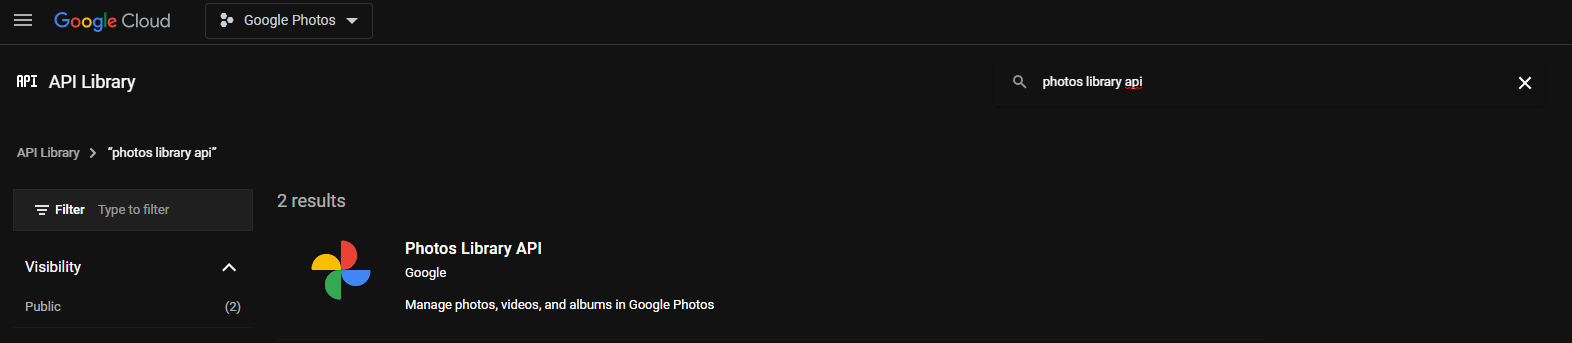 Google Cloud
Google Photos
API API Library
photos library api
API Library > “photos library api”
2 results
Filter Type to filter
Photos Library API
Google
Visibility
Manage photos, videos, and albums in Google Photos
Public (2)